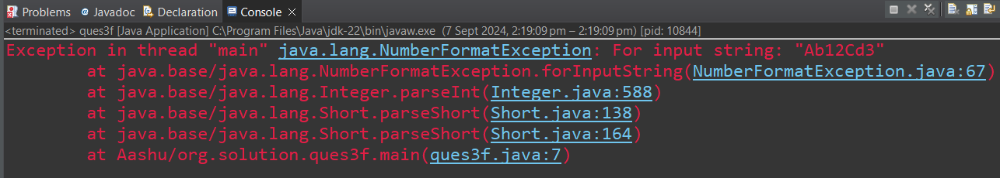 Problems @ Javadoc Declaration Console
<terminated> ques3f [Java Application] C:\Program Files\Java\jdk-22\bin\javaw.exe (7 Sept 2024, 2:19:09 pm – 2:19:09 pm) [pid: 10844]
Exception in thread "main" java.lang.NumberFormatException: For input string: "Ab12Cd3"
at java.base/java.lang.NumberFormatException.forInputString(NumberFormatException.java:67)
at java.base/java.lang.Integer.parseInt(Integer.java:588)
at java.base/java.lang.Short.parseShort(Short.java:138)
at java.base/java.lang.Short.parseShort(Short.java:164)
at Aashu/org.solution.ques3f.main(ques3f.java:7)